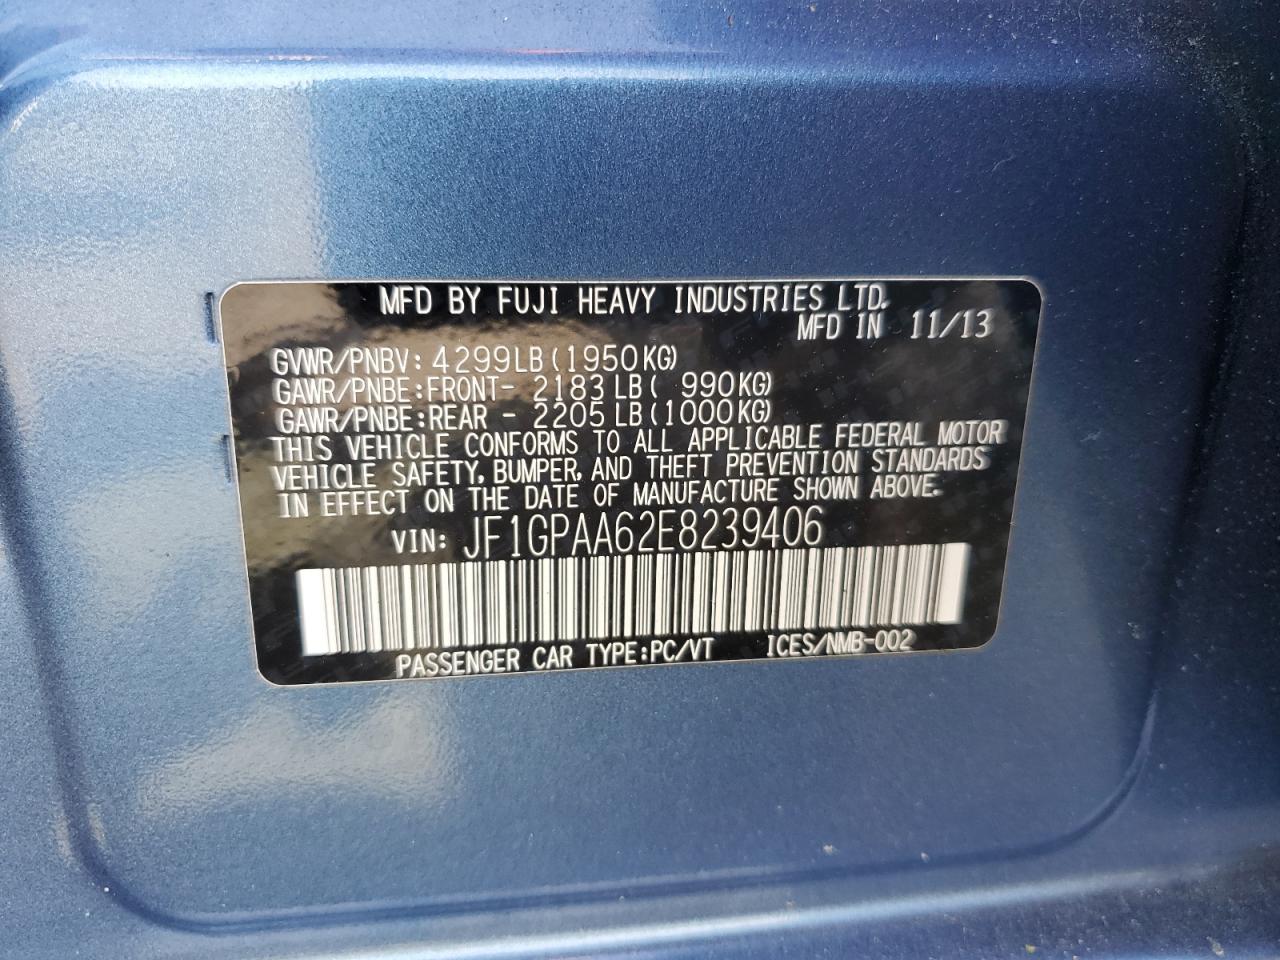 MFD BY FUJI HEAVY INDUSTRIES LTD.
MFD IN 11/13
GVWR/PNBV: 4299LB(1950KG)
GAWR/PNBE:FRONT- 2183LB( 990KG)
GAWR/PNBE:REAR - 2205LB(1000KG)
THIS VEHICLE CONFORMS TO ALL APPLICABLE FEDERAL MOTOR
VEHICLE SAFETY, BUMPER, AND THEFT PREVENTION STANDARDS
IN EFFECT ON THE DATE OF MANUFACTURE SHOWN ABOVE.
VIN: JF1GPAA62E8239406
PASSENGER CAR TYPE:PC/VT ICES/NMB-002